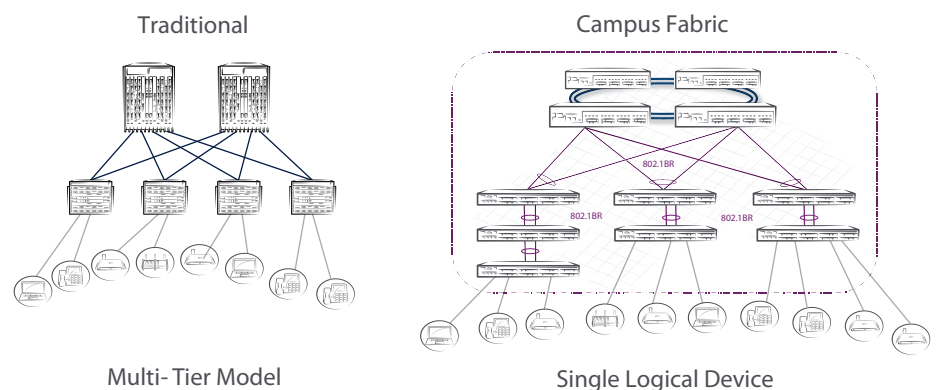 Traditional
Campus Fabric
802.1BR
802.1BR
802.1BR
Multi- Tier Model
Single Logical Device